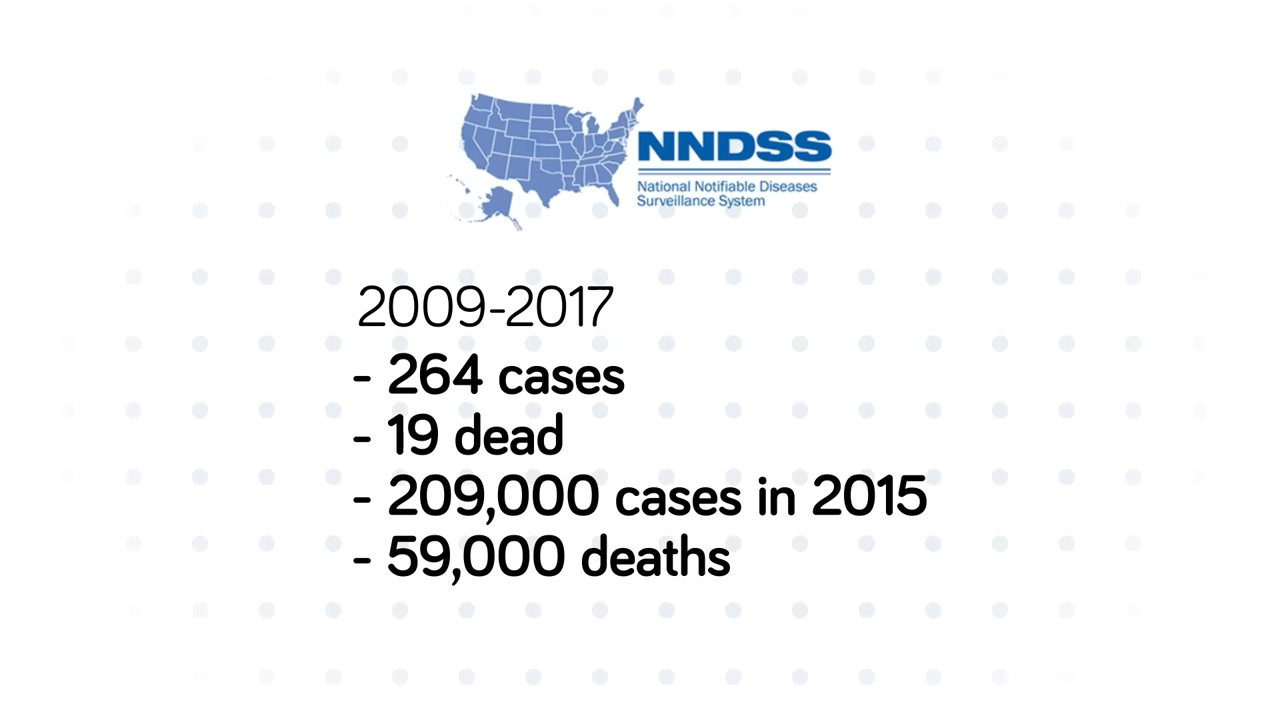 NNDSS
National Notifiable Diseases
Surveillance System
2009-2017
- 264 cases
- 19 dead
- 209,000 cases in 2015
- 59,000 deaths